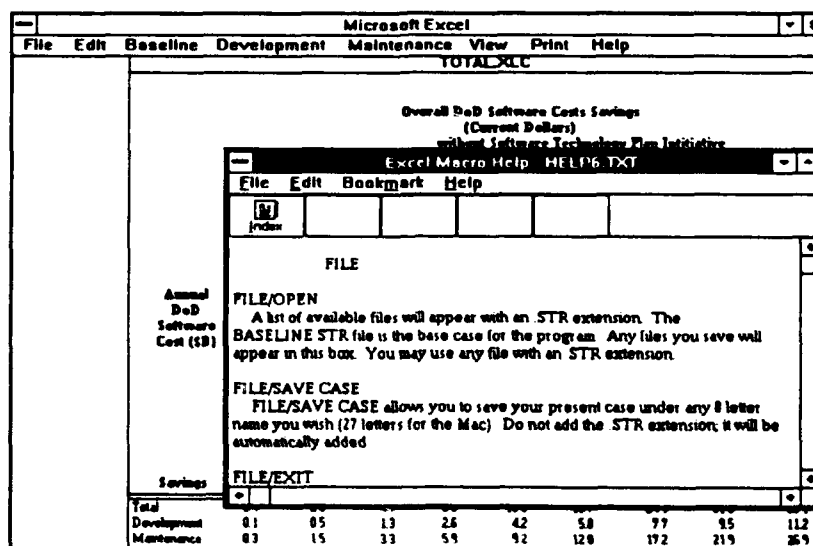 Microsoft Excel
File Edit Baseline Development Maintenance View Print Help
TOTAL.XLC
Overall DoD Software Costs Savings
(Current Dollars)
without Software Technology Plan Intitiative
Excel Macro Help HELP6.TXT
File Edit Bookmark Help
Index
FILE
Annual
DoD
Software
Cost ($B)
FILE/OPEN
A list of available files will appear with an .STR extension. The
BASELINE STR file is the base case for the program. Any files you save will
appear in this box. You may use any file with an .STR extension.
FILE/SAVE CASE
FILE/SAVE CASE allows you to save your present case under any 8 letter
name you wish (27 letters for the Mac). Do not add the .STR extension; it will be
automatically added
FILE/EXIT
Savings
Total
Development 0.1 0.5 1.3 2.6 4.2 5.8 7.7 9.5 11.2
Maintenance 0.3 1.5 3.3 5.9 9.2 12.8 17.2 21.9 26.9